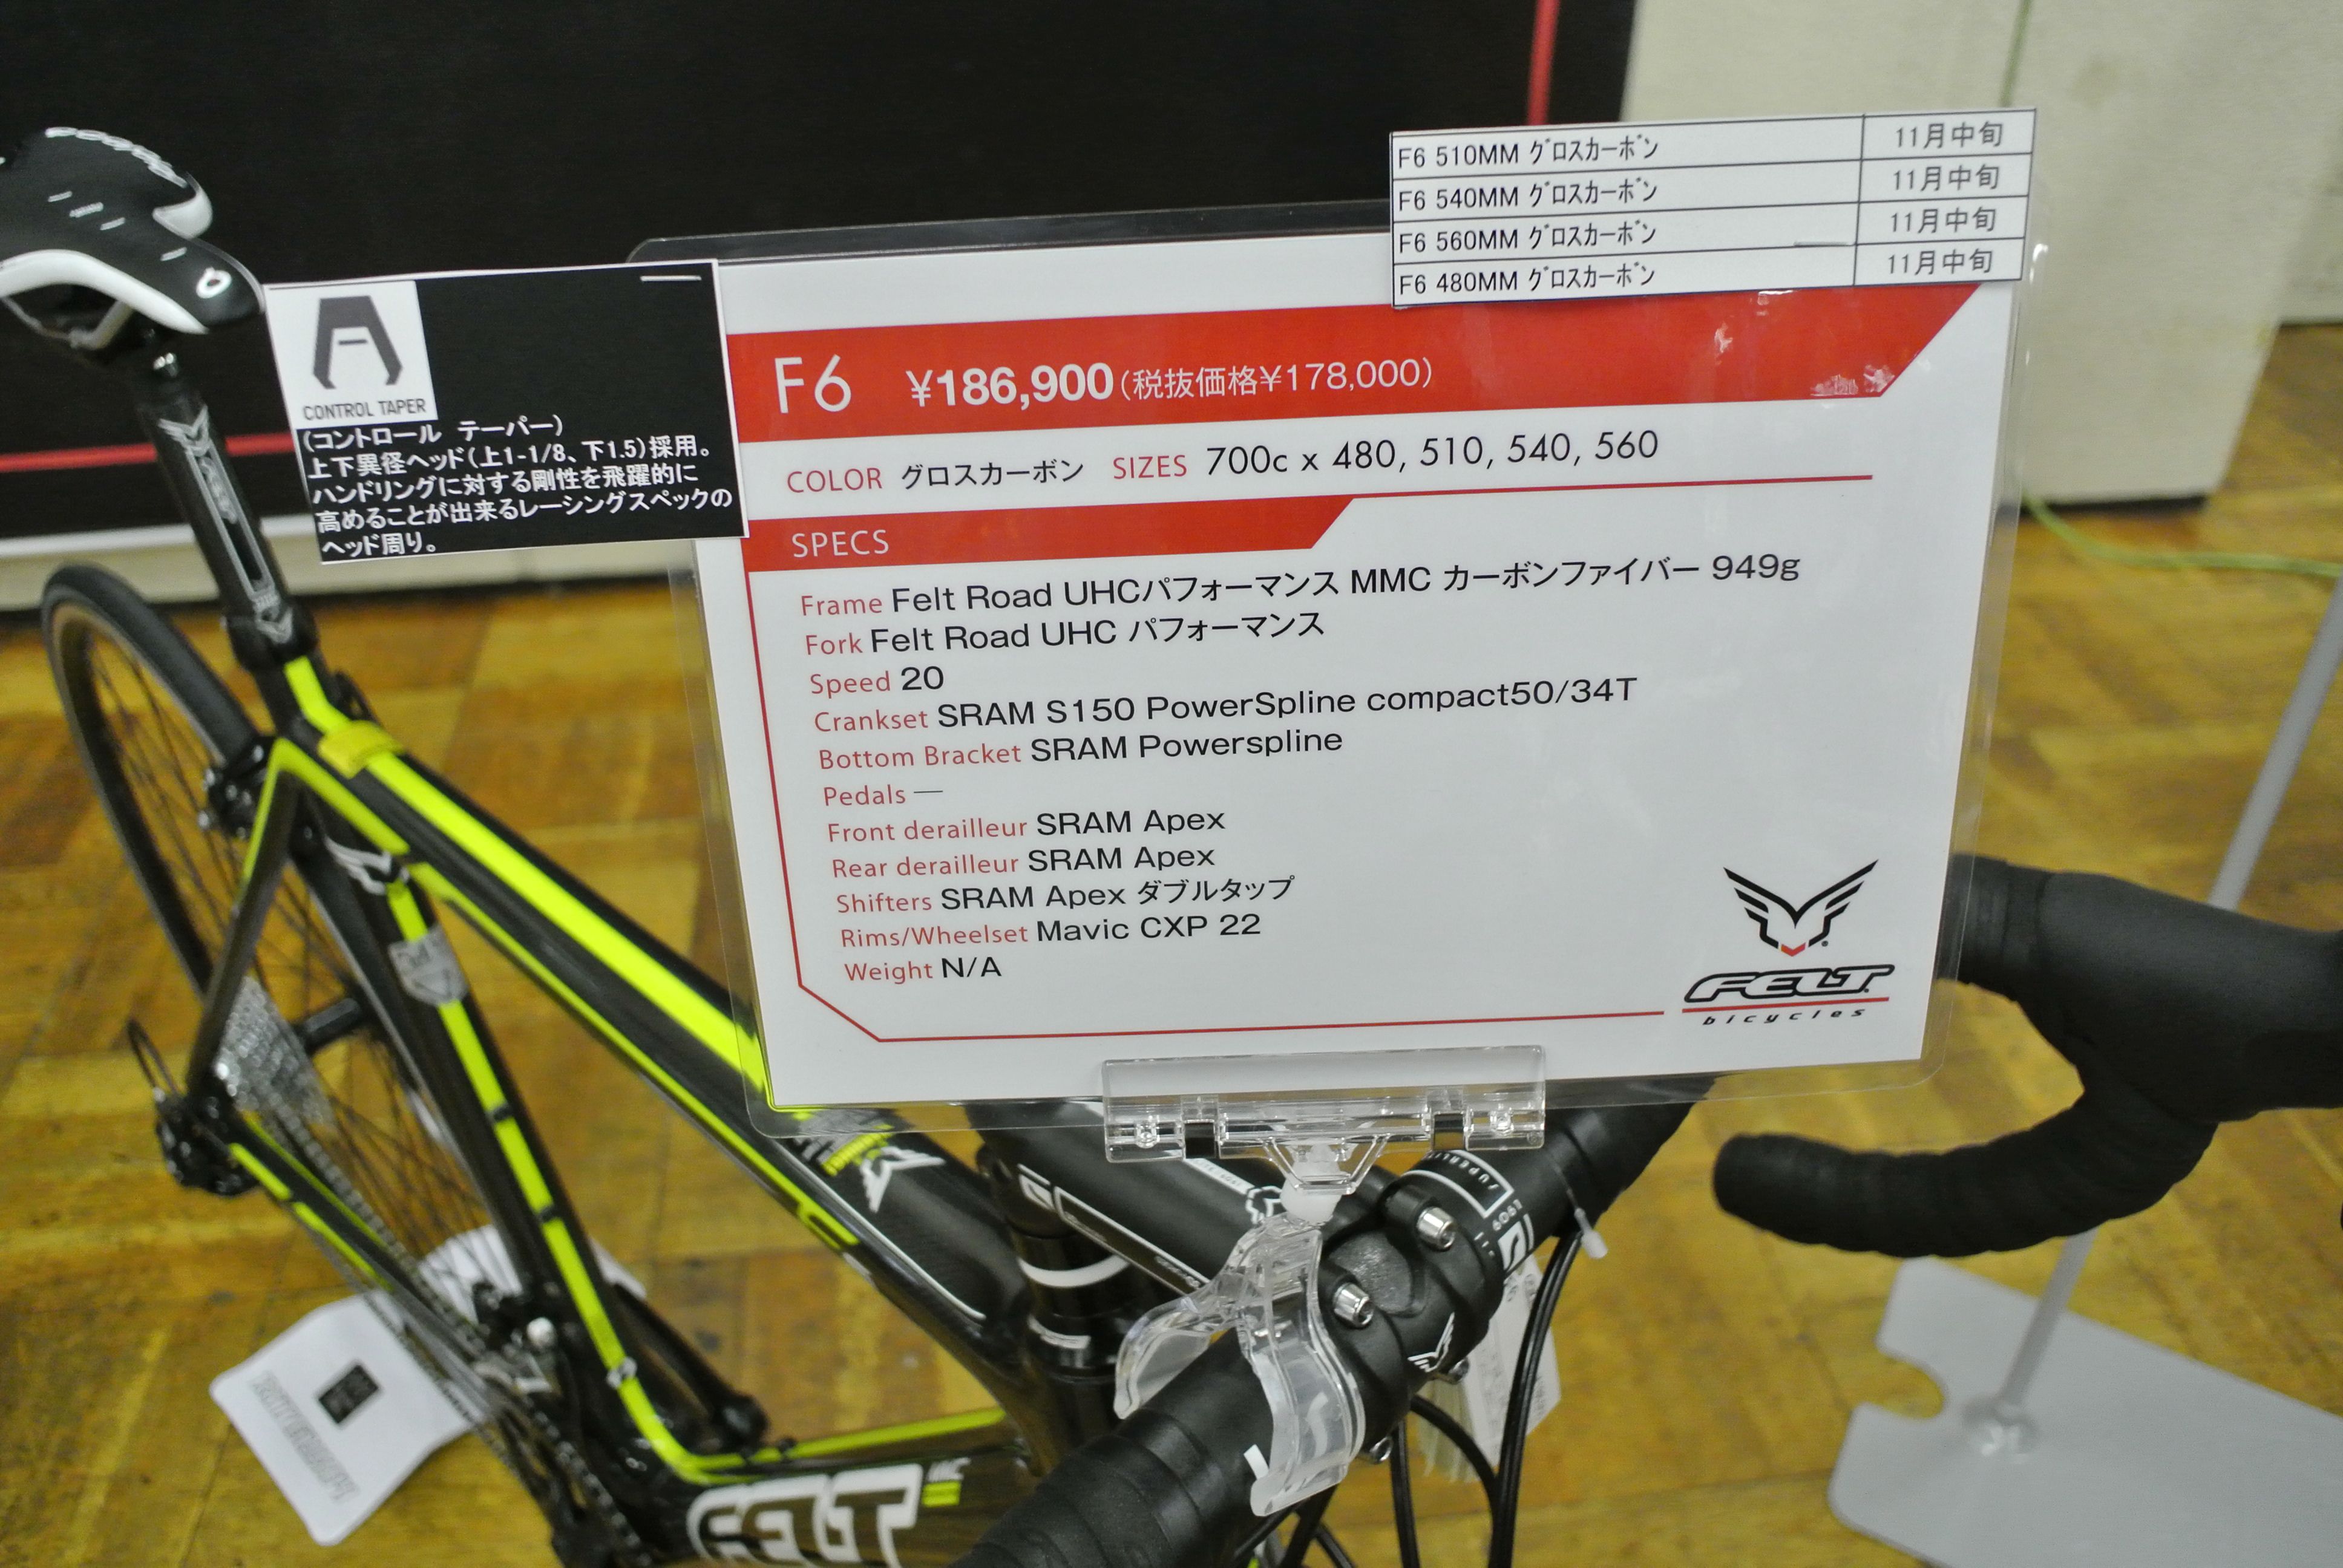 F6 510MM グロスカーボン 11月中旬
F6 540MM グロスカーボン 11月中旬
F6 560MM グロスカーボン 11月中旬
F6 480MM グロスカーボン 11月中旬
A
CONTROL TAPER
(コントロール テーパー)
上下異径ヘッド(上1-1/8、下1.5)採用。
ハンドリングに対する剛性を飛躍的に
高めることが出来るレーシングスペックの
ヘッド周り。
F6 ¥186,900(税抜価格¥178,000)
COLOR グロスカーボン SIZES 700c x 480, 510, 540, 560
SPECS
Frame Felt Road UHCパフォーマンス MMC カーボンファイバー 949g
Fork Felt Road UHC パフォーマンス
Speed 20
Crankset SRAM S150 PowerSpline compact50/34T
Bottom Bracket SRAM Powerspline
Pedals —
Front derailleur SRAM Apex
Rear derailleur SRAM Apex
Shifters SRAM Apex ダブルタップ
Rims/Wheelset Mavic CXP 22
Weight N/A
FELT
bicycles
FELT